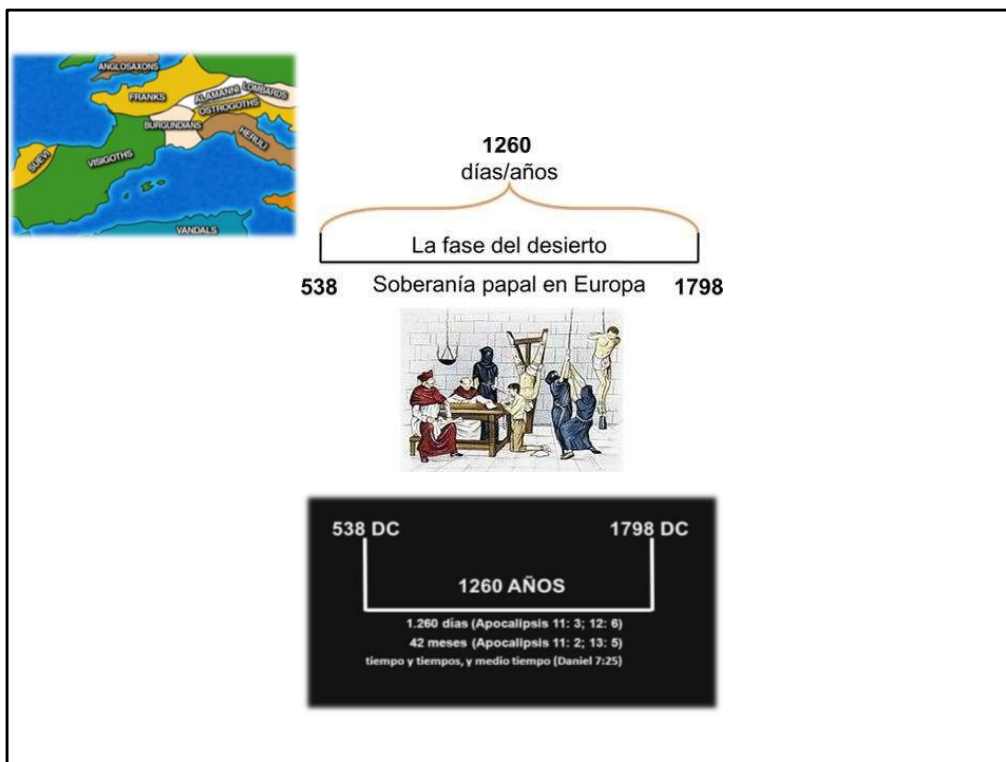 ANGLOSAXONS
FRANKS
ALAMANNI
LOMBARDS
OSTROGOTHS
BURGUNDIANS
HERULI
SUEVI
VISIGOTHS
VANDALS
1260
días/años
La fase del desierto
538 Soberanía papal en Europa 1798
538 DC 1798 DC
1260 AÑOS
1.260 días (Apocalipsis 11: 3; 12: 6)
42 meses (Apocalipsis 11: 2; 13: 5)
tiempo y tiempos, y medio tiempo (Daniel 7:25)